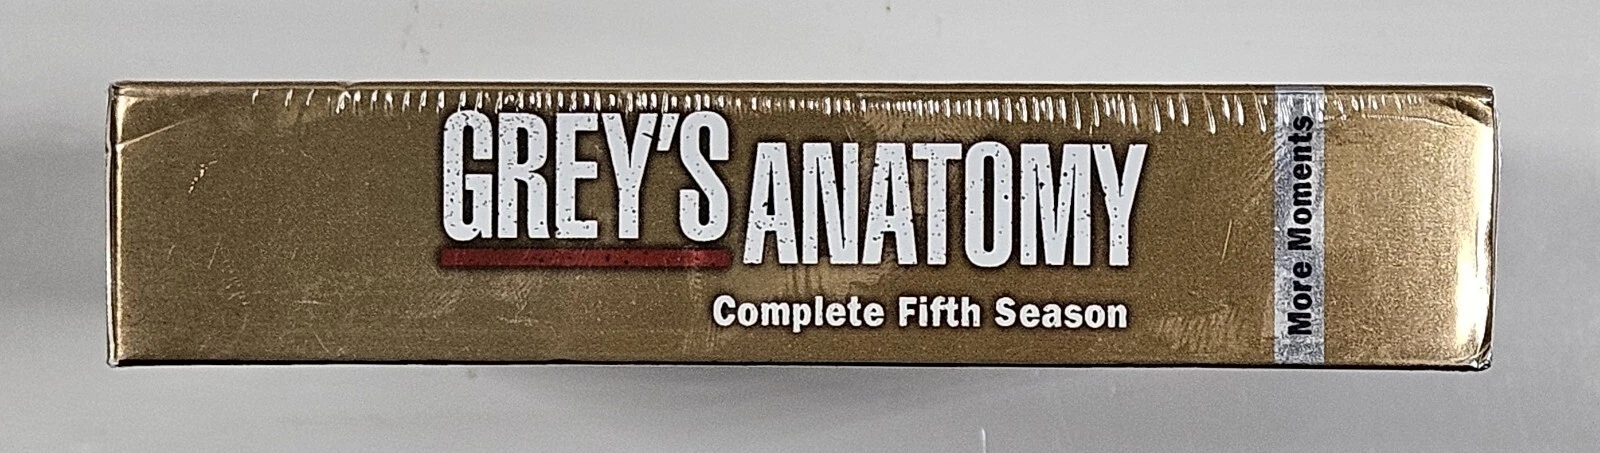 GREY'S ANATOMY
Complete Fifth Season
More Moments